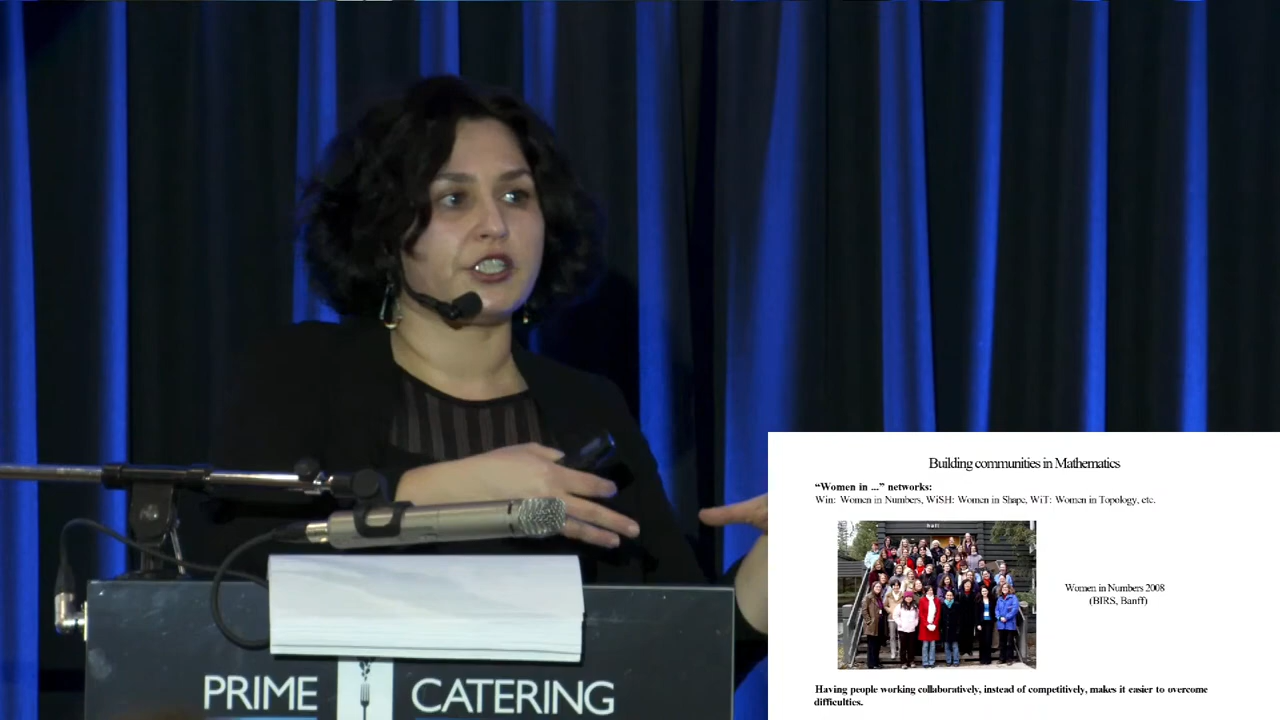 Building communities in Mathematics
“Women in ...” networks:
Win: Women in Numbers, WiSH: Women in Shape, WiT: Women in Topology, etc.
hall
Women in Numbers 2008
(BIRS, Banff)
Having people working collaboratively, instead of competitively, makes it easier to overcome
difficulties.
PRIME CATERING